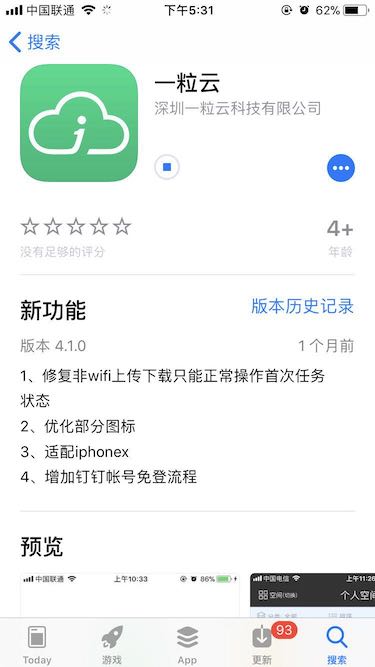 中国联通 下午5:31 62%
搜索
一粒云
深圳一粒云科技有限公司
4+
没有足够的评分 年龄
新功能 版本历史记录
版本 4.1.0 1个月前
1、修复非wifi上传下载只能正常操作首次任务
状态
2、优化部分图标
3、适配iphonex
4、增加钉钉帐号免登流程
预览
中国联通 上午10:33 86%
中国电信 上午11:26
空间(切换) 个人空间
Today 游戏 App 更新 93 搜索